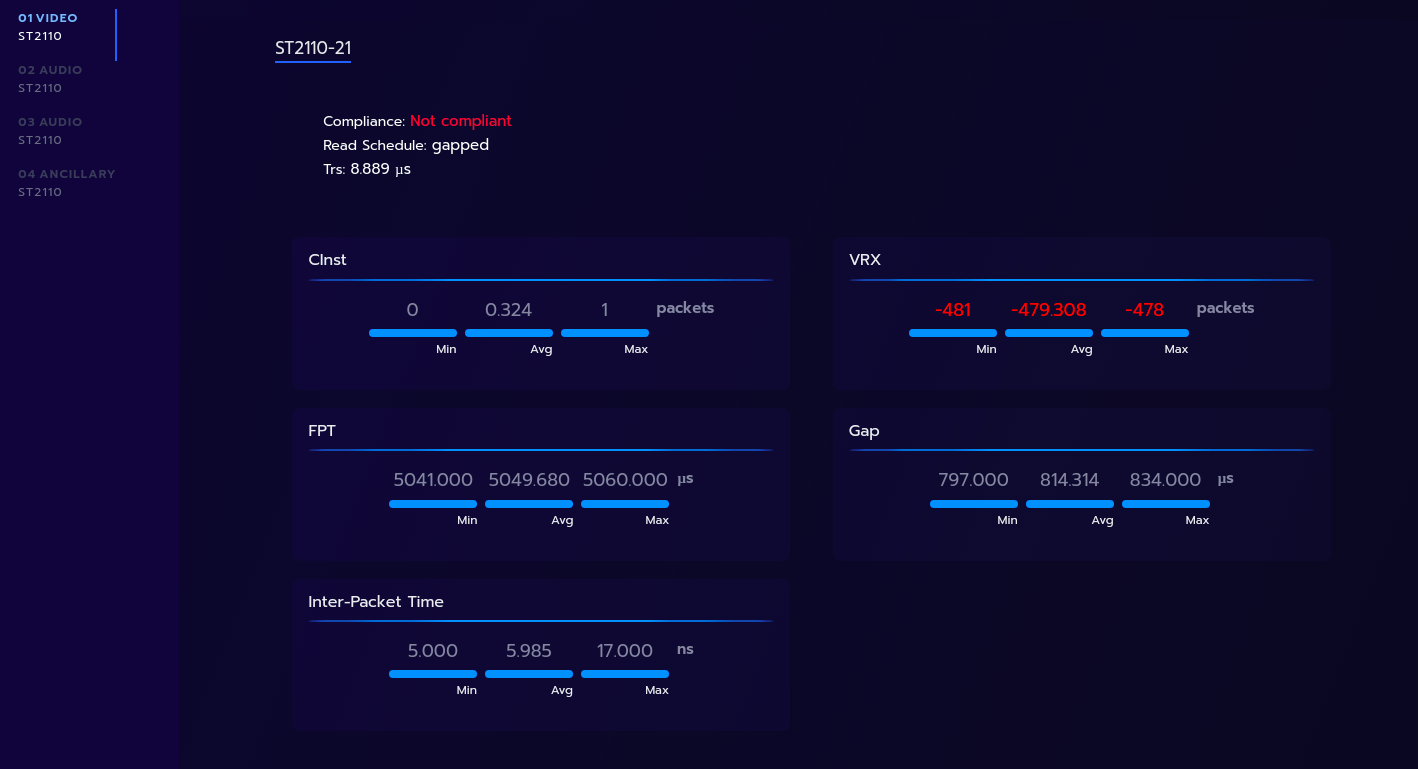 01 VIDEO
ST2110
02 AUDIO
ST2110
03 AUDIO
ST2110
04 ANCILLARY
ST2110
ST2110-21
Compliance: Not compliant
Read Schedule: gapped
Trs: 8.889 µs
CInst
0 0.324 1 packets
Min Avg Max
VRX
-481 -479.308 -478 packets
Min Avg Max
FPT
5041.000 5049.680 5060.000 µs
Min Avg Max
Gap
797.000 814.314 834.000 µs
Min Avg Max
Inter-Packet Time
5.000 5.985 17.000 ns
Min Avg Max